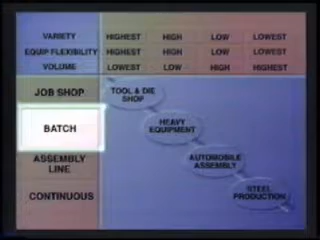 VARIETY HIGHEST HIGH LOW LOWEST
EQUIP FLEXIBILITY HIGHEST HIGH LOW LOWEST
VOLUME LOWEST LOW HIGH HIGHEST
JOB SHOP
TOOL & DIE
SHOP
BATCH
HEAVY
EQUIPMENT
ASSEMBLY
LINE
AUTOMOBILE
ASSEMBLY
CONTINUOUS
STEEL
PRODUCTION